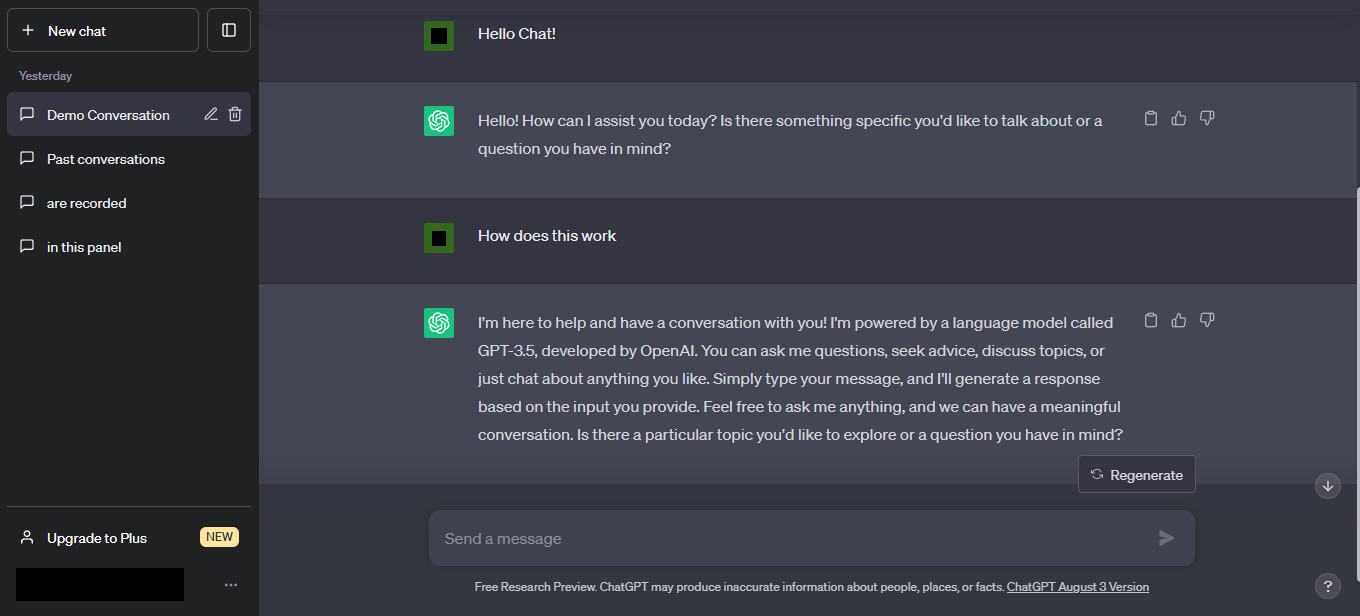 New chat
Yesterday
Demo Conversation
Past conversations
are recorded
in this panel
Upgrade to Plus
NEW
Hello Chat!
Hello! How can I assist you today? Is there something specific you'd like to talk about or a
question you have in mind?
How does this work
I'm here to help and have a conversation with you! I'm powered by a language model called
GPT-3.5, developed by OpenAI. You can ask me questions, seek advice, discuss topics, or
just chat about anything you like. Simply type your message, and I'll generate a response
based on the input you provide. Feel free to ask me anything, and we can have a meaningful
conversation. Is there a particular topic you'd like to explore or a question you have in mind?
Regenerate
Send a message
Free Research Preview. ChatGPT may produce inaccurate information about people, places, or facts. ChatGPT August 3 Version
?